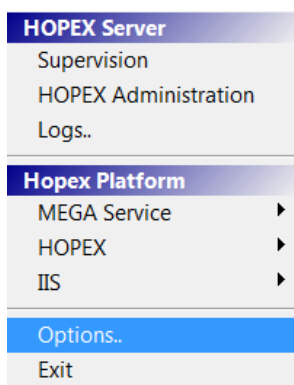 HOPEX Server
Supervision
HOPEX Administration
Logs..
Hopex Platform
MEGA Service
HOPEX
IIS
Options..
Exit